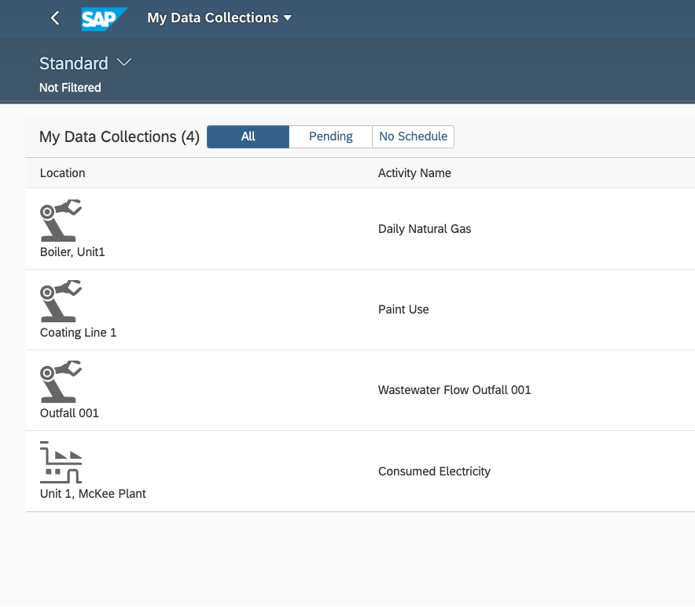 SAP My Data Collections
Standard
Not Filtered
My Data Collections (4) All Pending No Schedule
Location Activity Name
Boiler, Unit1 Daily Natural Gas
Coating Line 1 Paint Use
Outfall 001 Wastewater Flow Outfall 001
Unit 1, McKee Plant Consumed Electricity